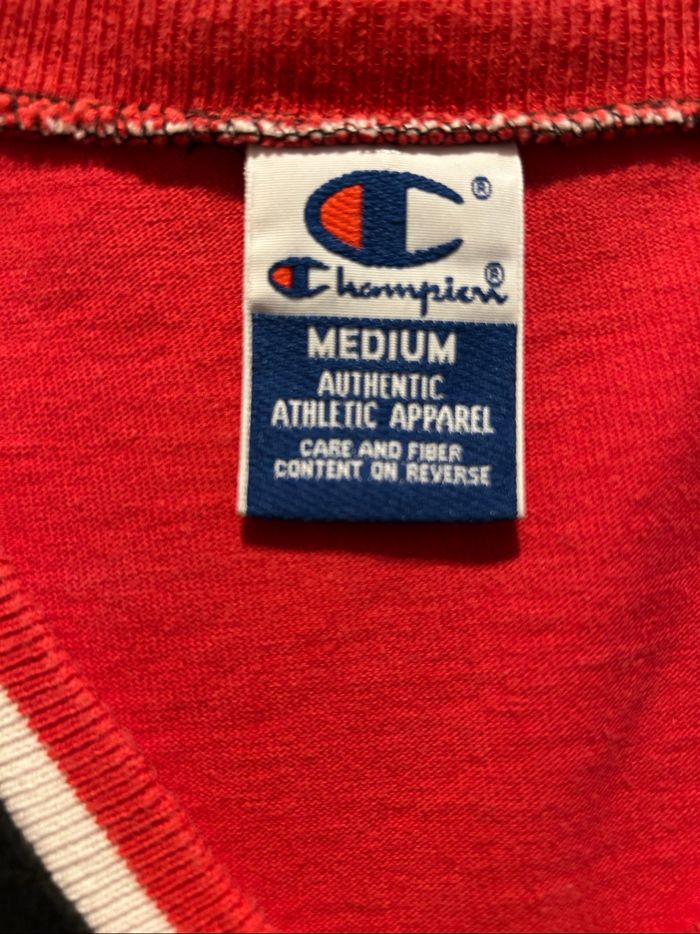 ®
Champion®
MEDIUM
AUTHENTIC
ATHLETIC APPAREL
CARE AND FIBER
CONTENT ON REVERSE